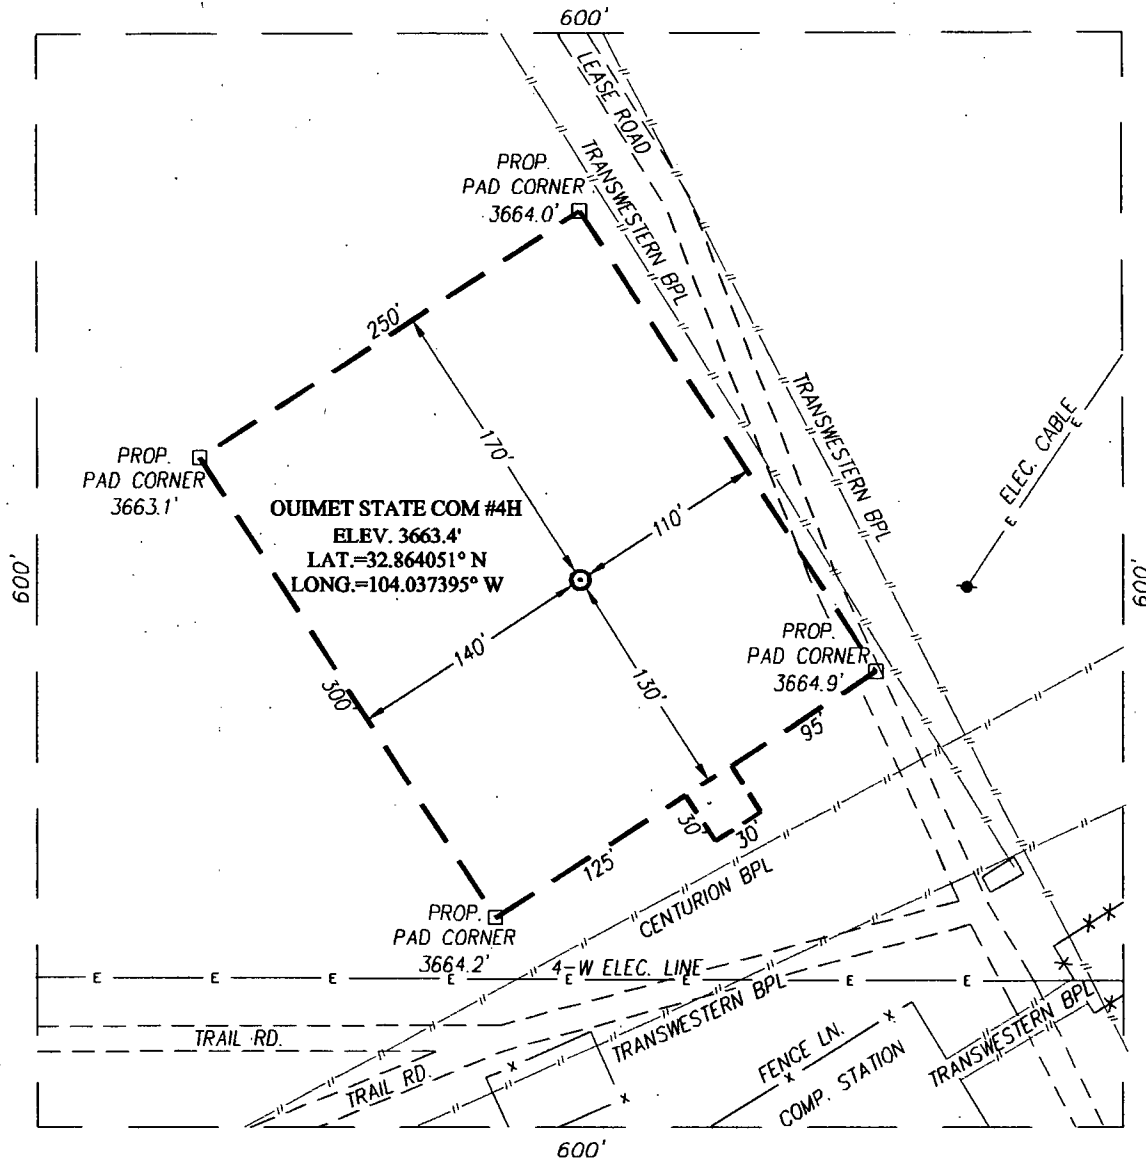 600'
LEASE ROAD
PROP.
PAD CORNER
3664.0'
TRANSWESTERN BPL
250'
TRANSWESTERN BPL
ELEC. CABLE
E
E
170'
PROP.
PAD CORNER
3663.1'
OUIMET STATE COM #4H
ELEV. 3663.4'
LAT.=32.864051° N
LONG.=104.037395° W
110'
600'
600'
140'
130'
PROP.
PAD CORNER
3664.9'
300'
95'
30'
30'
125'
CENTURION BPL
PROP.
PAD CORNER
3664.2'
4-W ELEC. LINE
E E E E E E E E
TRANSWESTERN BPL
TRANSWESTERN BPL
TRAIL RD.
TRAIL RD.
FENCE LN.
COMP. STATION
x x x x
600'